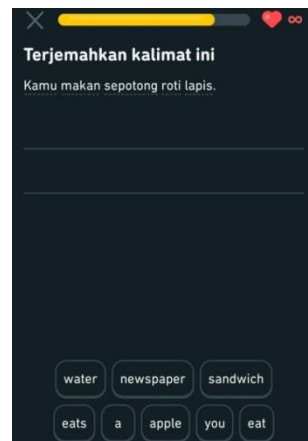 Terjemahkan kalimat ini
Kamu makan sepotong roti lapis.
water newspaper sandwich
eats a apple you eat